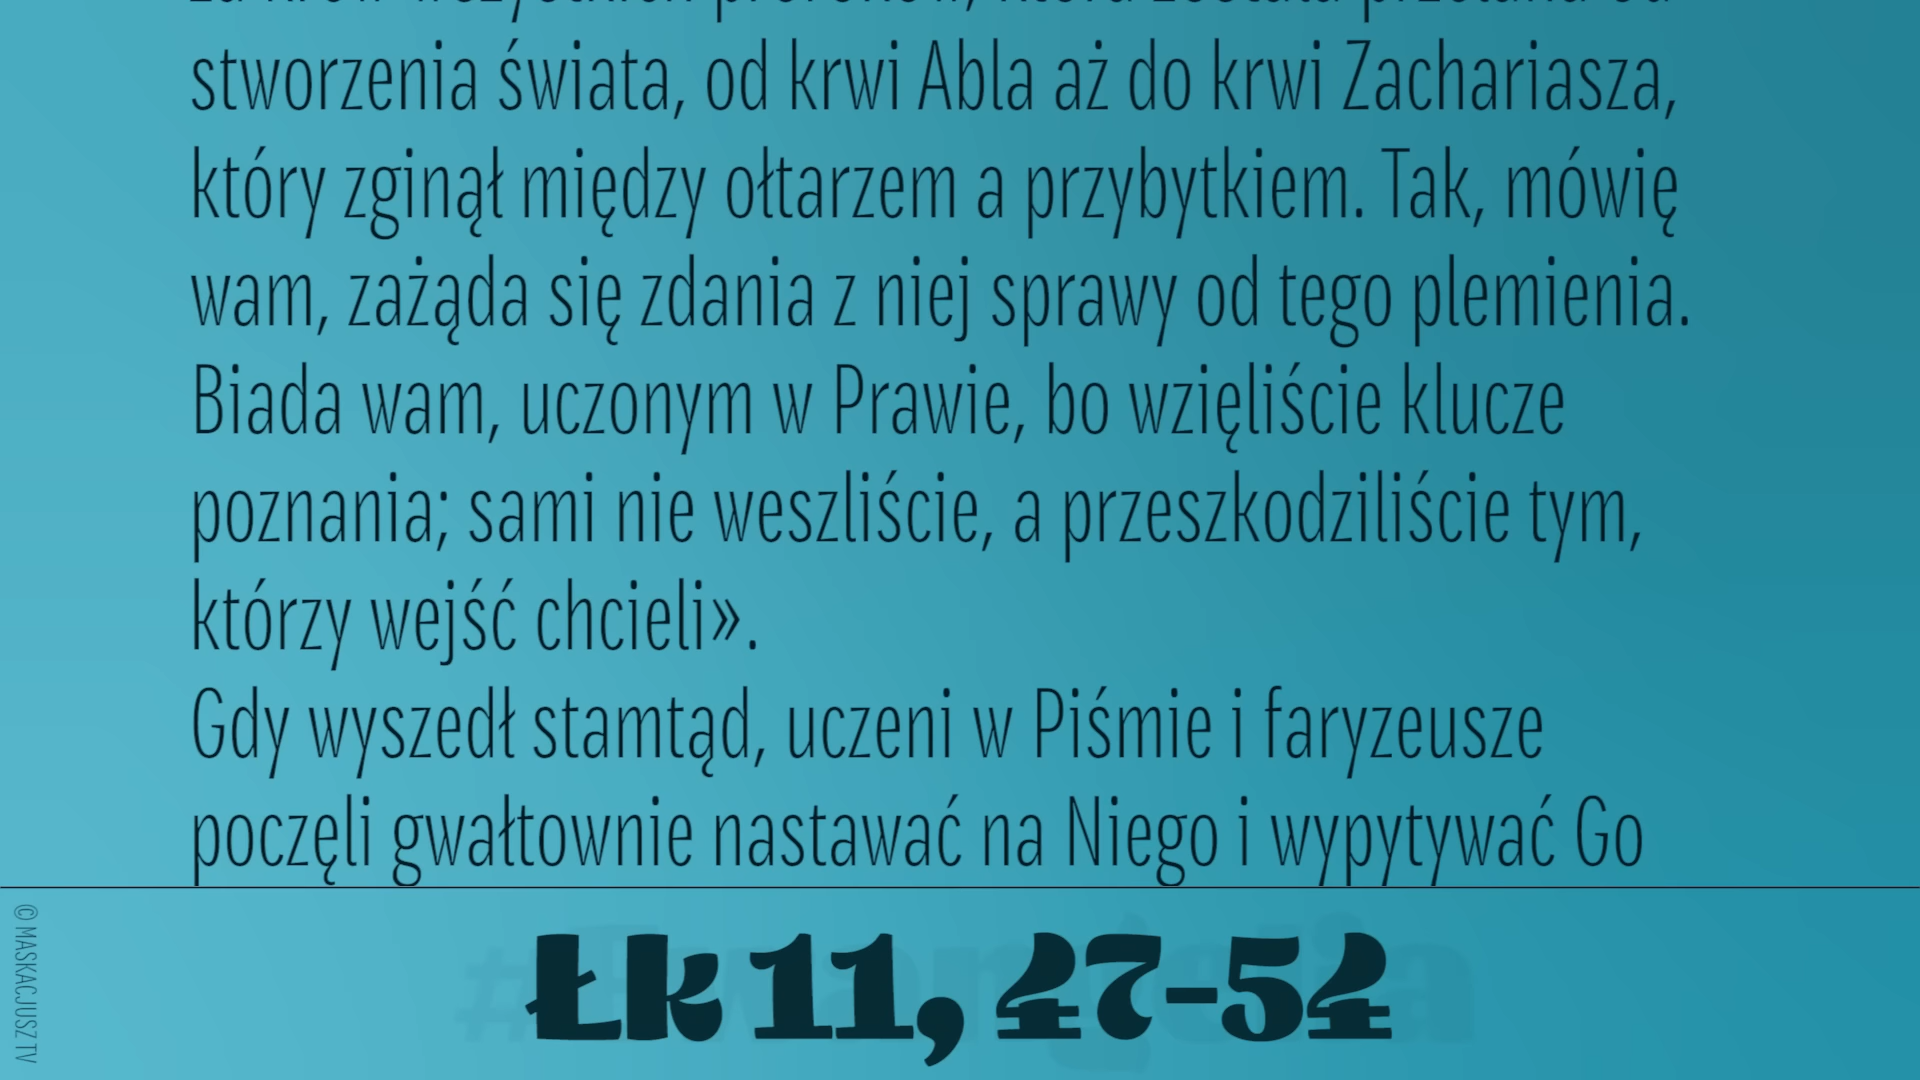 stworzenia świata, od krwi Abla aż do krwi Zachariasza,
który zginął między ołtarzem a przybytkiem. Tak, mówię
wam, zażąda się zdania z niej sprawy od tego plemienia.
Biada wam, uczonym w Prawie, bo wzięliście klucze
poznania; sami nie weszliście, a przeszkodziliście tym,
którzy wejść chcieli».
Gdy wyszedł stamtąd, uczeni w Piśmie i faryzeusze
poczęli gwałtownie nastawać na Niego i wypytywać Go
Łk 11, 47-54
© MASKACJUSZ TV